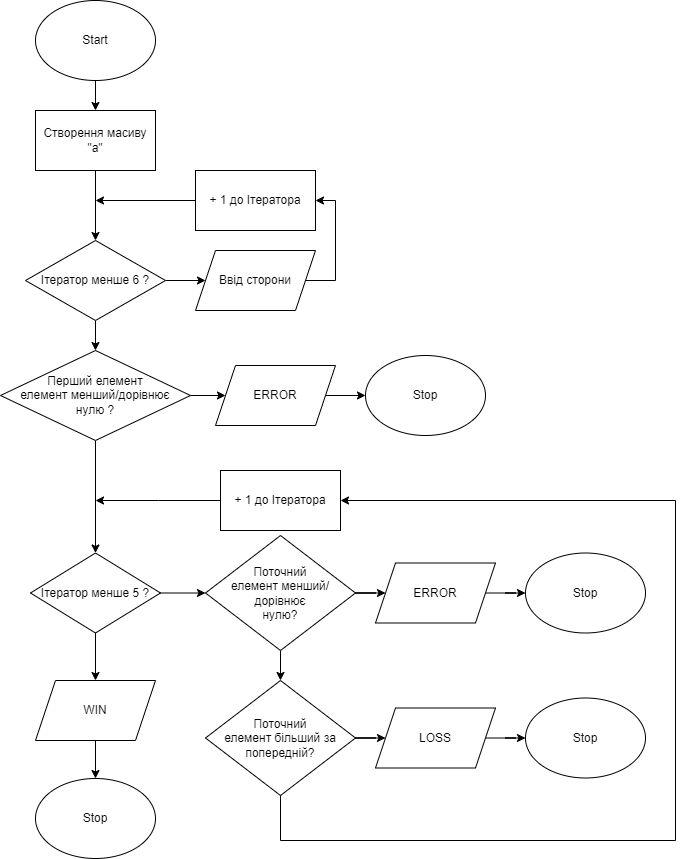 Start
Створення масиву
"a"
+ 1 до Ітератора
Ітератор менше 6 ?
Ввід сторони
Перший елемент
елемент менший/дорівнює
нулю ?
ERROR
Stop
+ 1 до Ітератора
Ітератор менше 5 ?
Поточний
елемент менший/
дорівнює
нулю?
ERROR
Stop
WIN
Поточний
елемент більший за
попередній?
LOSS
Stop
Stop